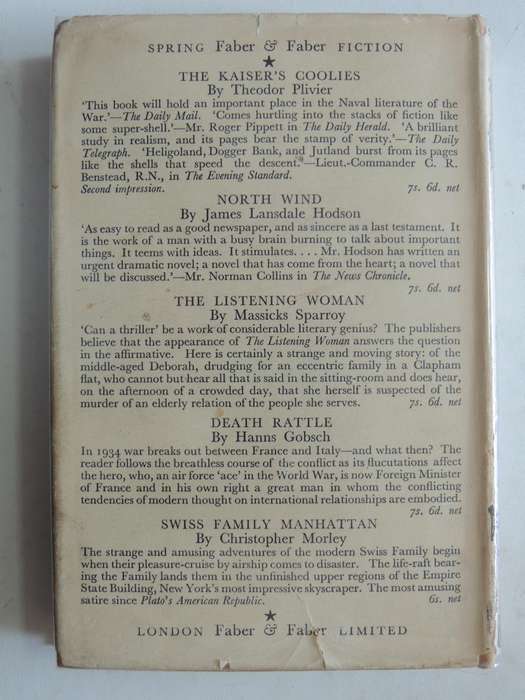 SPRING Faber & Faber FICTION
★
THE KAISER'S COOLIES
By Theodor Plivier
'This book will hold an important place in the Naval literature of the
War.'—The Daily Mail. 'Comes hurtling into the stacks of fiction like
some super-shell.'—Mr. Roger Pippett in The Daily Herald. 'A brilliant
study in realism, and its pages bear the stamp of verity.'—The Daily
Telegraph. 'Heligoland, Dogger Bank, and Jutland burst from its pages
like the shells that speed the descent.'—Lieut.-Commander C. R.
Benstead, R.N., in The Evening Standard.
Second impression. 7s. 6d. net
NORTH WIND
By James Lansdale Hodson
'As easy to read as a good newspaper, and as sincere as a last testament. It
is the work of a man with a busy brain burning to talk about important
things. It teems with ideas. It stimulates. . . . Mr. Hodson has written an
urgent dramatic novel; a novel that has come from the heart; a novel that
will be discussed.'—Mr. Norman Collins in The News Chronicle.
7s. 6d. net
THE LISTENING WOMAN
By Massicks Sparroy
'Can a thriller' be a work of considerable literary genius? The publishers
believe that the appearance of The Listening Woman answers the question
in the affirmative. Here is certainly a strange and moving story: of the
middle-aged Deborah, drudging for an eccentric family in a Clapham
flat, who cannot but hear all that is said in the sitting-room and does hear,
on the afternoon of a crowded day, that she herself is suspected of the
murder of an elderly relation of the people she serves. 7s. 6d. net
DEATH RATTLE
By Hanns Gobsch
In 1934 war breaks out between France and Italy—and what then? The
reader follows the breathless course of the conflict as its flucutations affect
the hero, who, an air force 'ace' in the World War, is now Foreign Minister
of France and in his own right a great man in whom the conflicting
tendencies of modern thought on international relationships are embodied.
7s. 6d. net
SWISS FAMILY MANHATTAN
By Christopher Morley
The strange and amusing adventures of the modern Swiss Family begin
when their pleasure-cruise by airship comes to disaster. The life-raft bear-
ing the Family lands them in the unfinished upper regions of the Empire
State Building, New York's most impressive skyscraper. The most amusing
satire since Plato's American Republic. 6s. net
★
LONDON Faber & Faber LIMITED